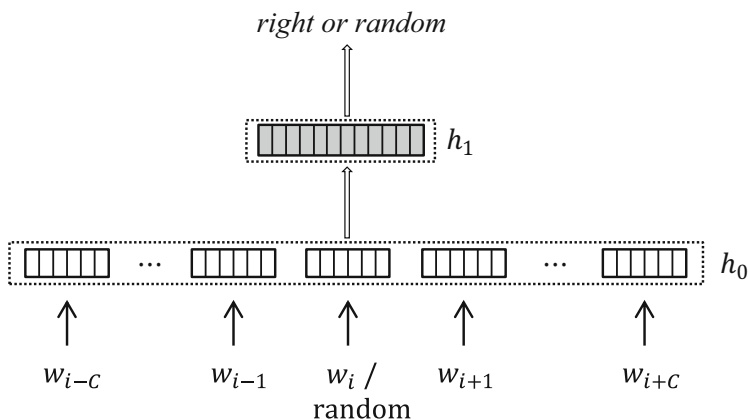 right or random
h₁
... ...
h₀
wᵢ₋C wᵢ₋₁ wᵢ / wᵢ₊₁ wᵢ₊C
random